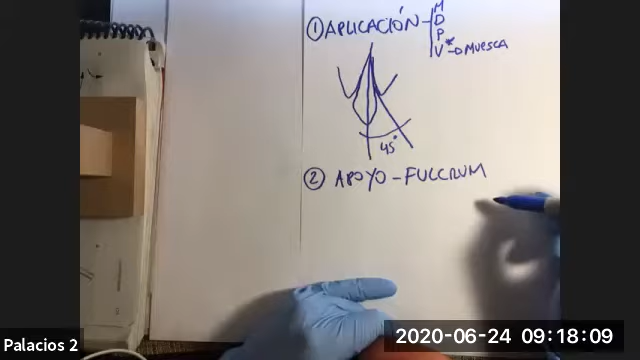 ① APLICACIÓN - M
D
P
V* → MUESCA
45°
② APOYO - FULCRUM
Palacios 2
2020-06-24 09:18:09